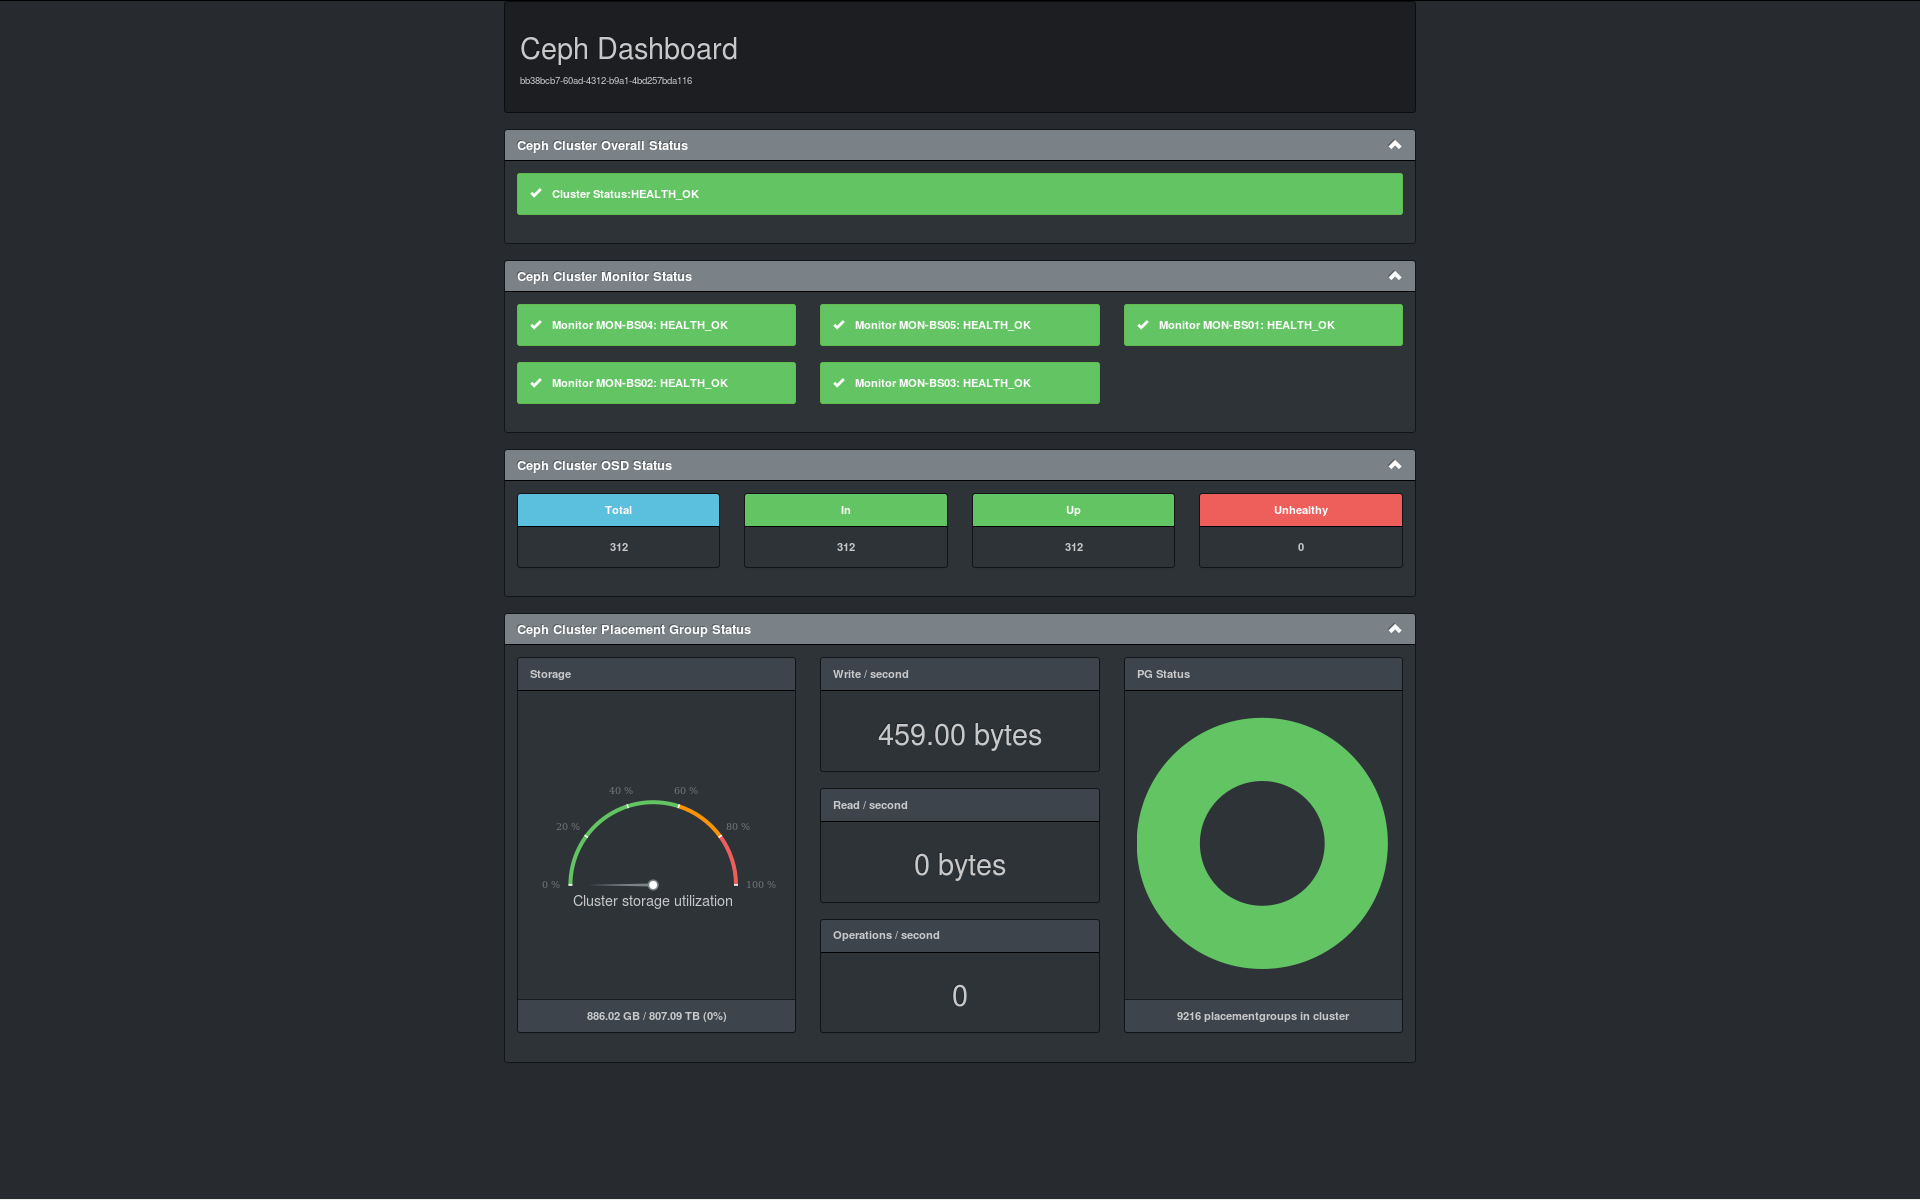 Ceph Dashboard
bb38bcb7-60ad-4312-b9a1-4bd257bda116
Ceph Cluster Overall Status
Cluster Status:HEALTH_OK
Ceph Cluster Monitor Status
Monitor MON-BS04: HEALTH_OK
Monitor MON-BS05: HEALTH_OK
Monitor MON-BS01: HEALTH_OK
Monitor MON-BS02: HEALTH_OK
Monitor MON-BS03: HEALTH_OK
Ceph Cluster OSD Status
Total
In
Up
Unhealthy
312
312
312
0
Ceph Cluster Placement Group Status
Storage
0 %
20 %
40 %
60 %
80 %
100 %
Cluster storage utilization
886.02 GB / 807.09 TB (0%)
Write / second
459.00 bytes
Read / second
0 bytes
Operations / second
0
PG Status
9216 placementgroups in cluster